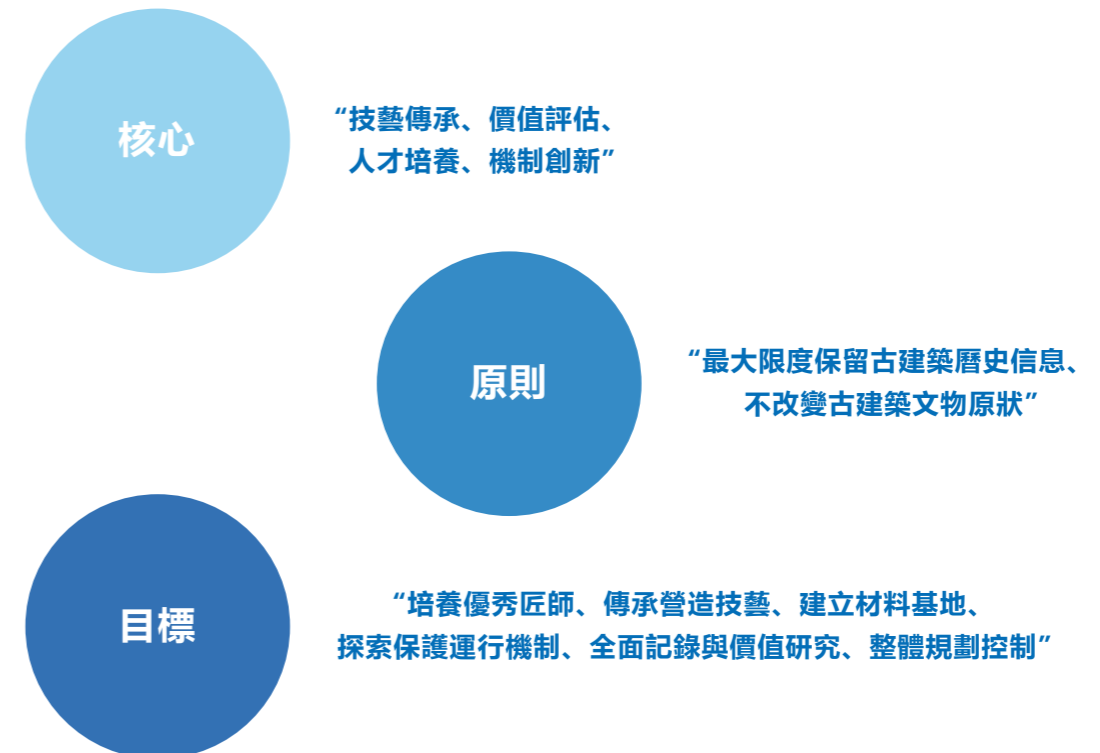 核心
“技藝傳承、價值評估、
人才培養、機制創新”
原則
“最大限度保留古建築曆史信息、
不改變古建築文物原狀”
目標
“培養優秀匠師、傳承營造技藝、建立材料基地、
探索保護運行機制、全面記錄與價值研究、整體規劃控制”